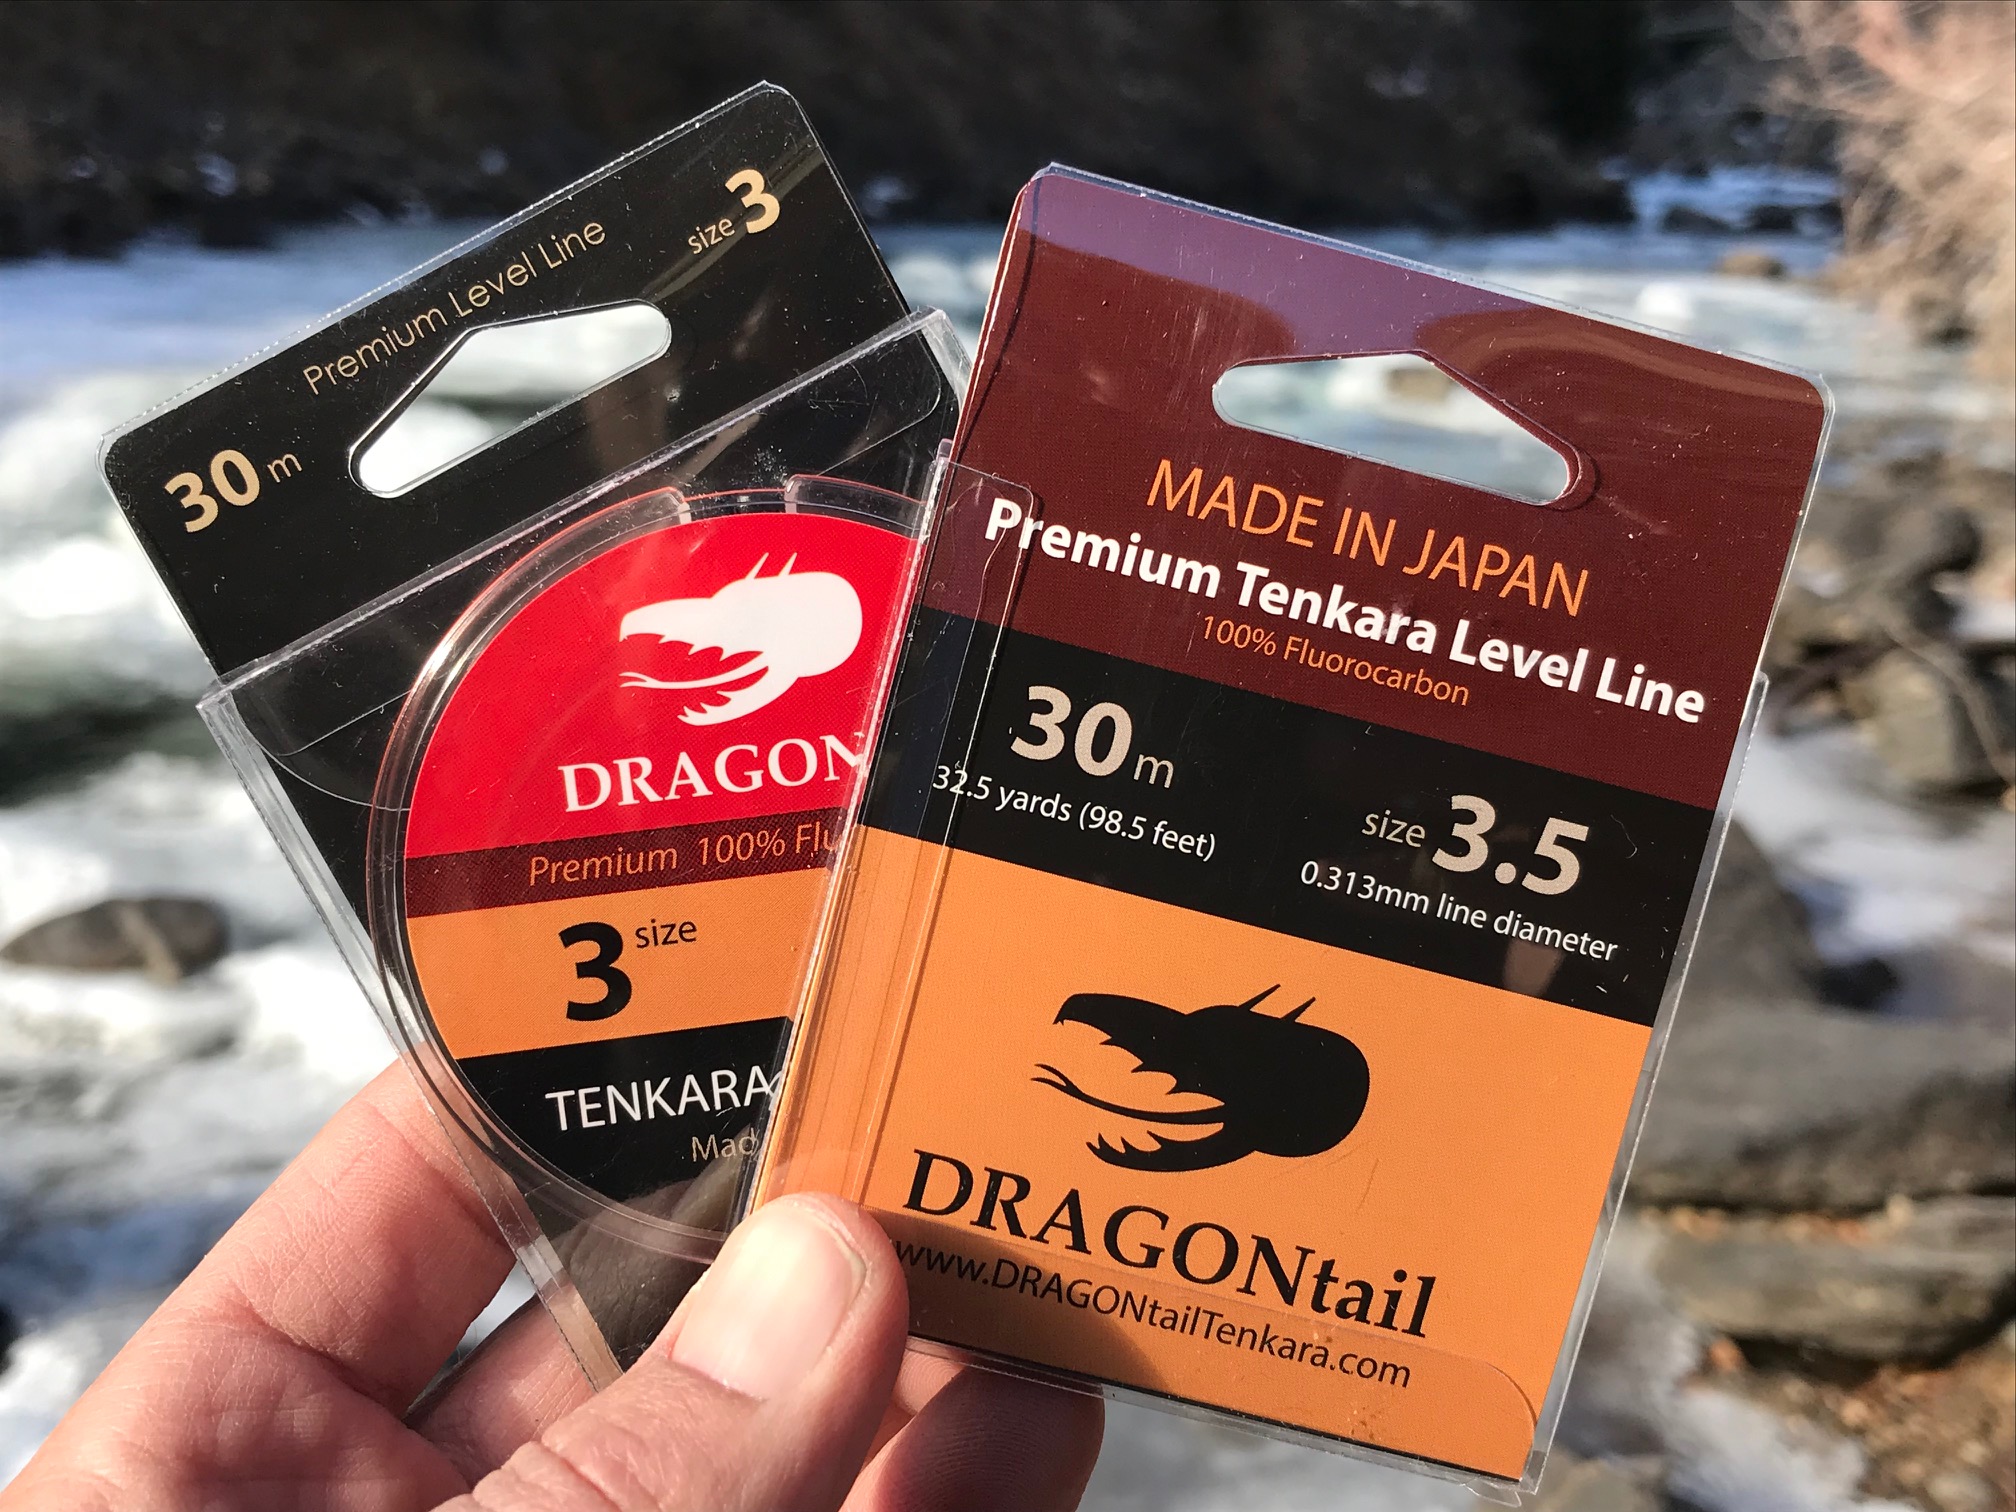 Premium Level Line
size 3
30 m
DRAGON
Premium 100% Flu
3 size
TENKARA
Mad
MADE IN JAPAN
Premium Tenkara Level Line
100% Fluorocarbon
30 m
32.5 yards (98.5 feet)
size 3.5
0.313mm line diameter
DRAGONtail
www.DRAGONtailTenkara.com